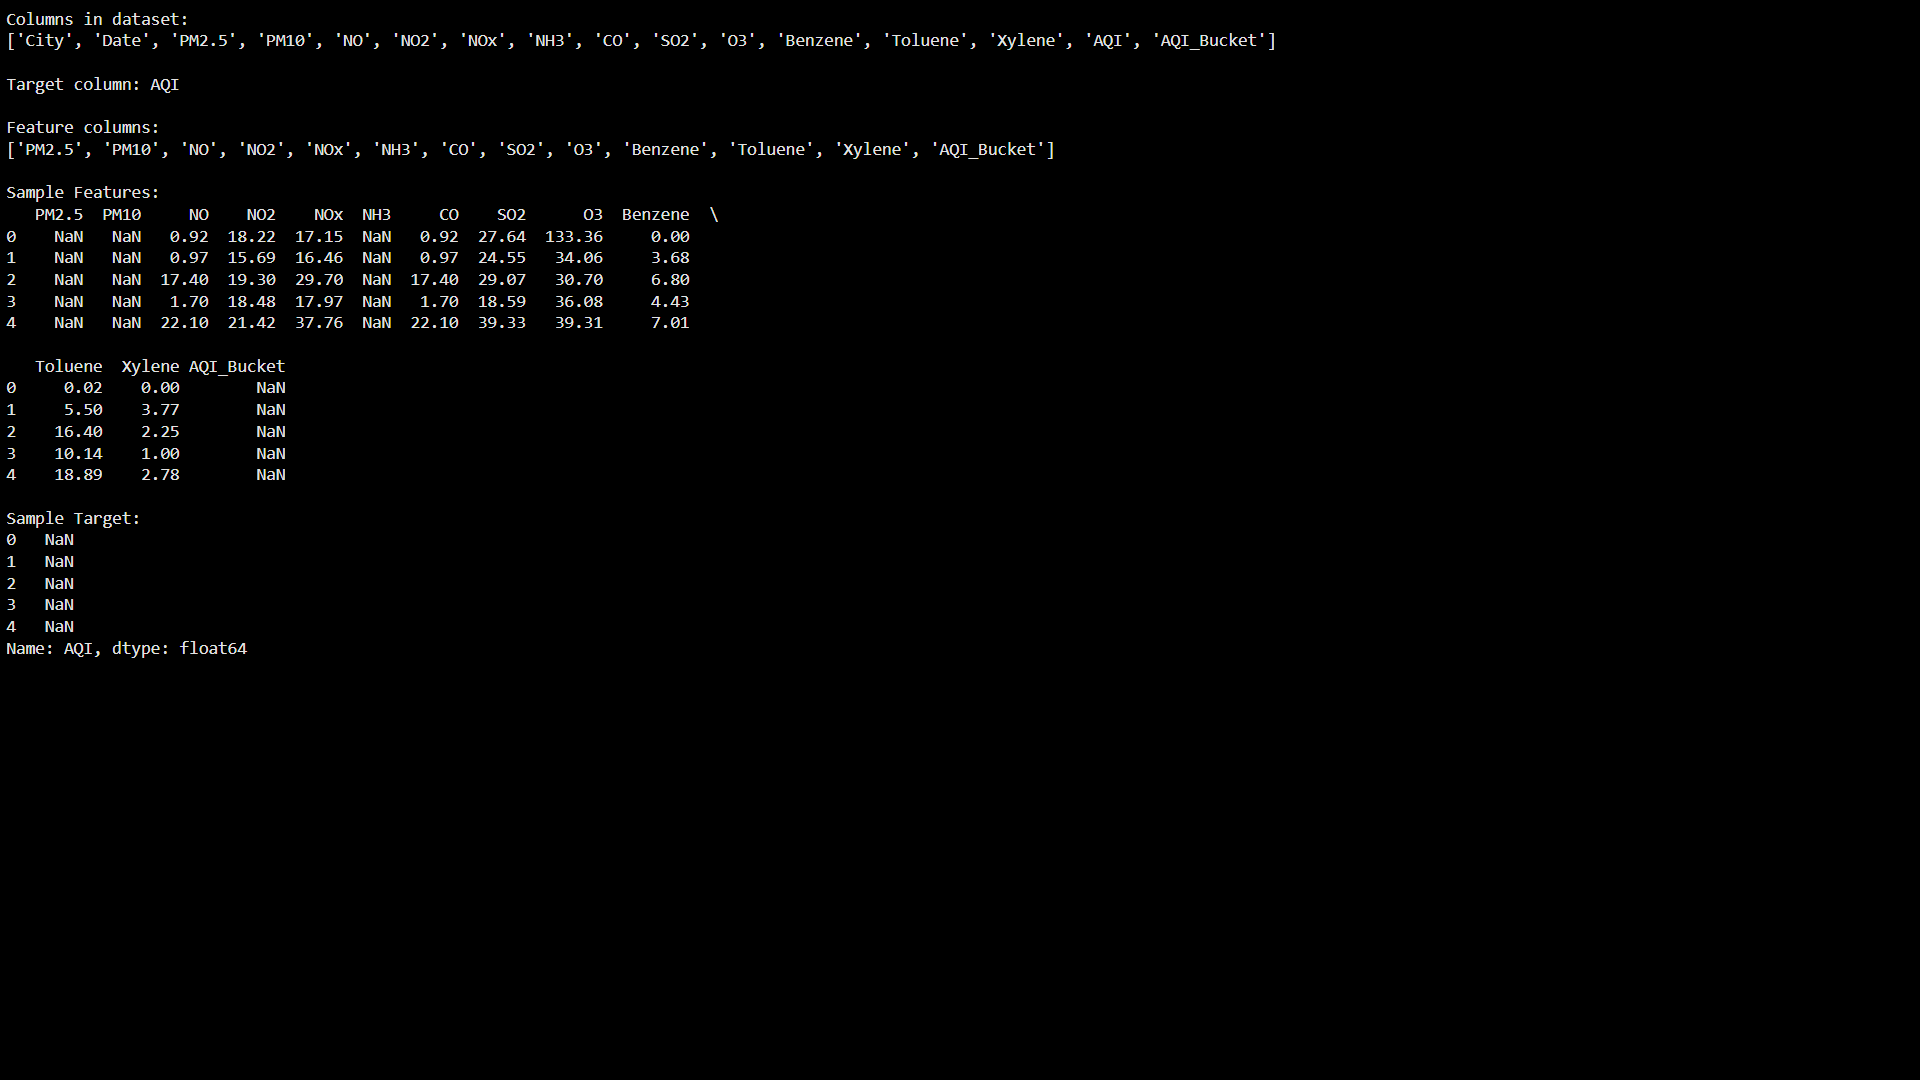 Columns in dataset:
['City', 'Date', 'PM2.5', 'PM10', 'NO', 'NO2', 'NOx', 'NH3', 'CO', 'SO2', 'O3', 'Benzene', 'Toluene', 'Xylene', 'AQI', 'AQI_Bucket']

Target column: AQI

Feature columns:
['PM2.5', 'PM10', 'NO', 'NO2', 'NOx', 'NH3', 'CO', 'SO2', 'O3', 'Benzene', 'Toluene', 'Xylene', 'AQI_Bucket']

Sample Features:
   PM2.5  PM10     NO    NO2    NOx  NH3     CO    SO2      O3  Benzene  \
0    NaN   NaN   0.92  18.22  17.15  NaN   0.92  27.64  133.36     0.00
1    NaN   NaN   0.97  15.69  16.46  NaN   0.97  24.55   34.06     3.68
2    NaN   NaN  17.40  19.30  29.70  NaN  17.40  29.07   30.70     6.80
3    NaN   NaN   1.70  18.48  17.97  NaN   1.70  18.59   36.08     4.43
4    NaN   NaN  22.10  21.42  37.76  NaN  22.10  39.33   39.31     7.01

   Toluene  Xylene AQI_Bucket
0     0.02    0.00        NaN
1     5.50    3.77        NaN
2    16.40    2.25        NaN
3    10.14    1.00        NaN
4    18.89    2.78        NaN

Sample Target:
0   NaN
1   NaN
2   NaN
3   NaN
4   NaN
Name: AQI, dtype: float64